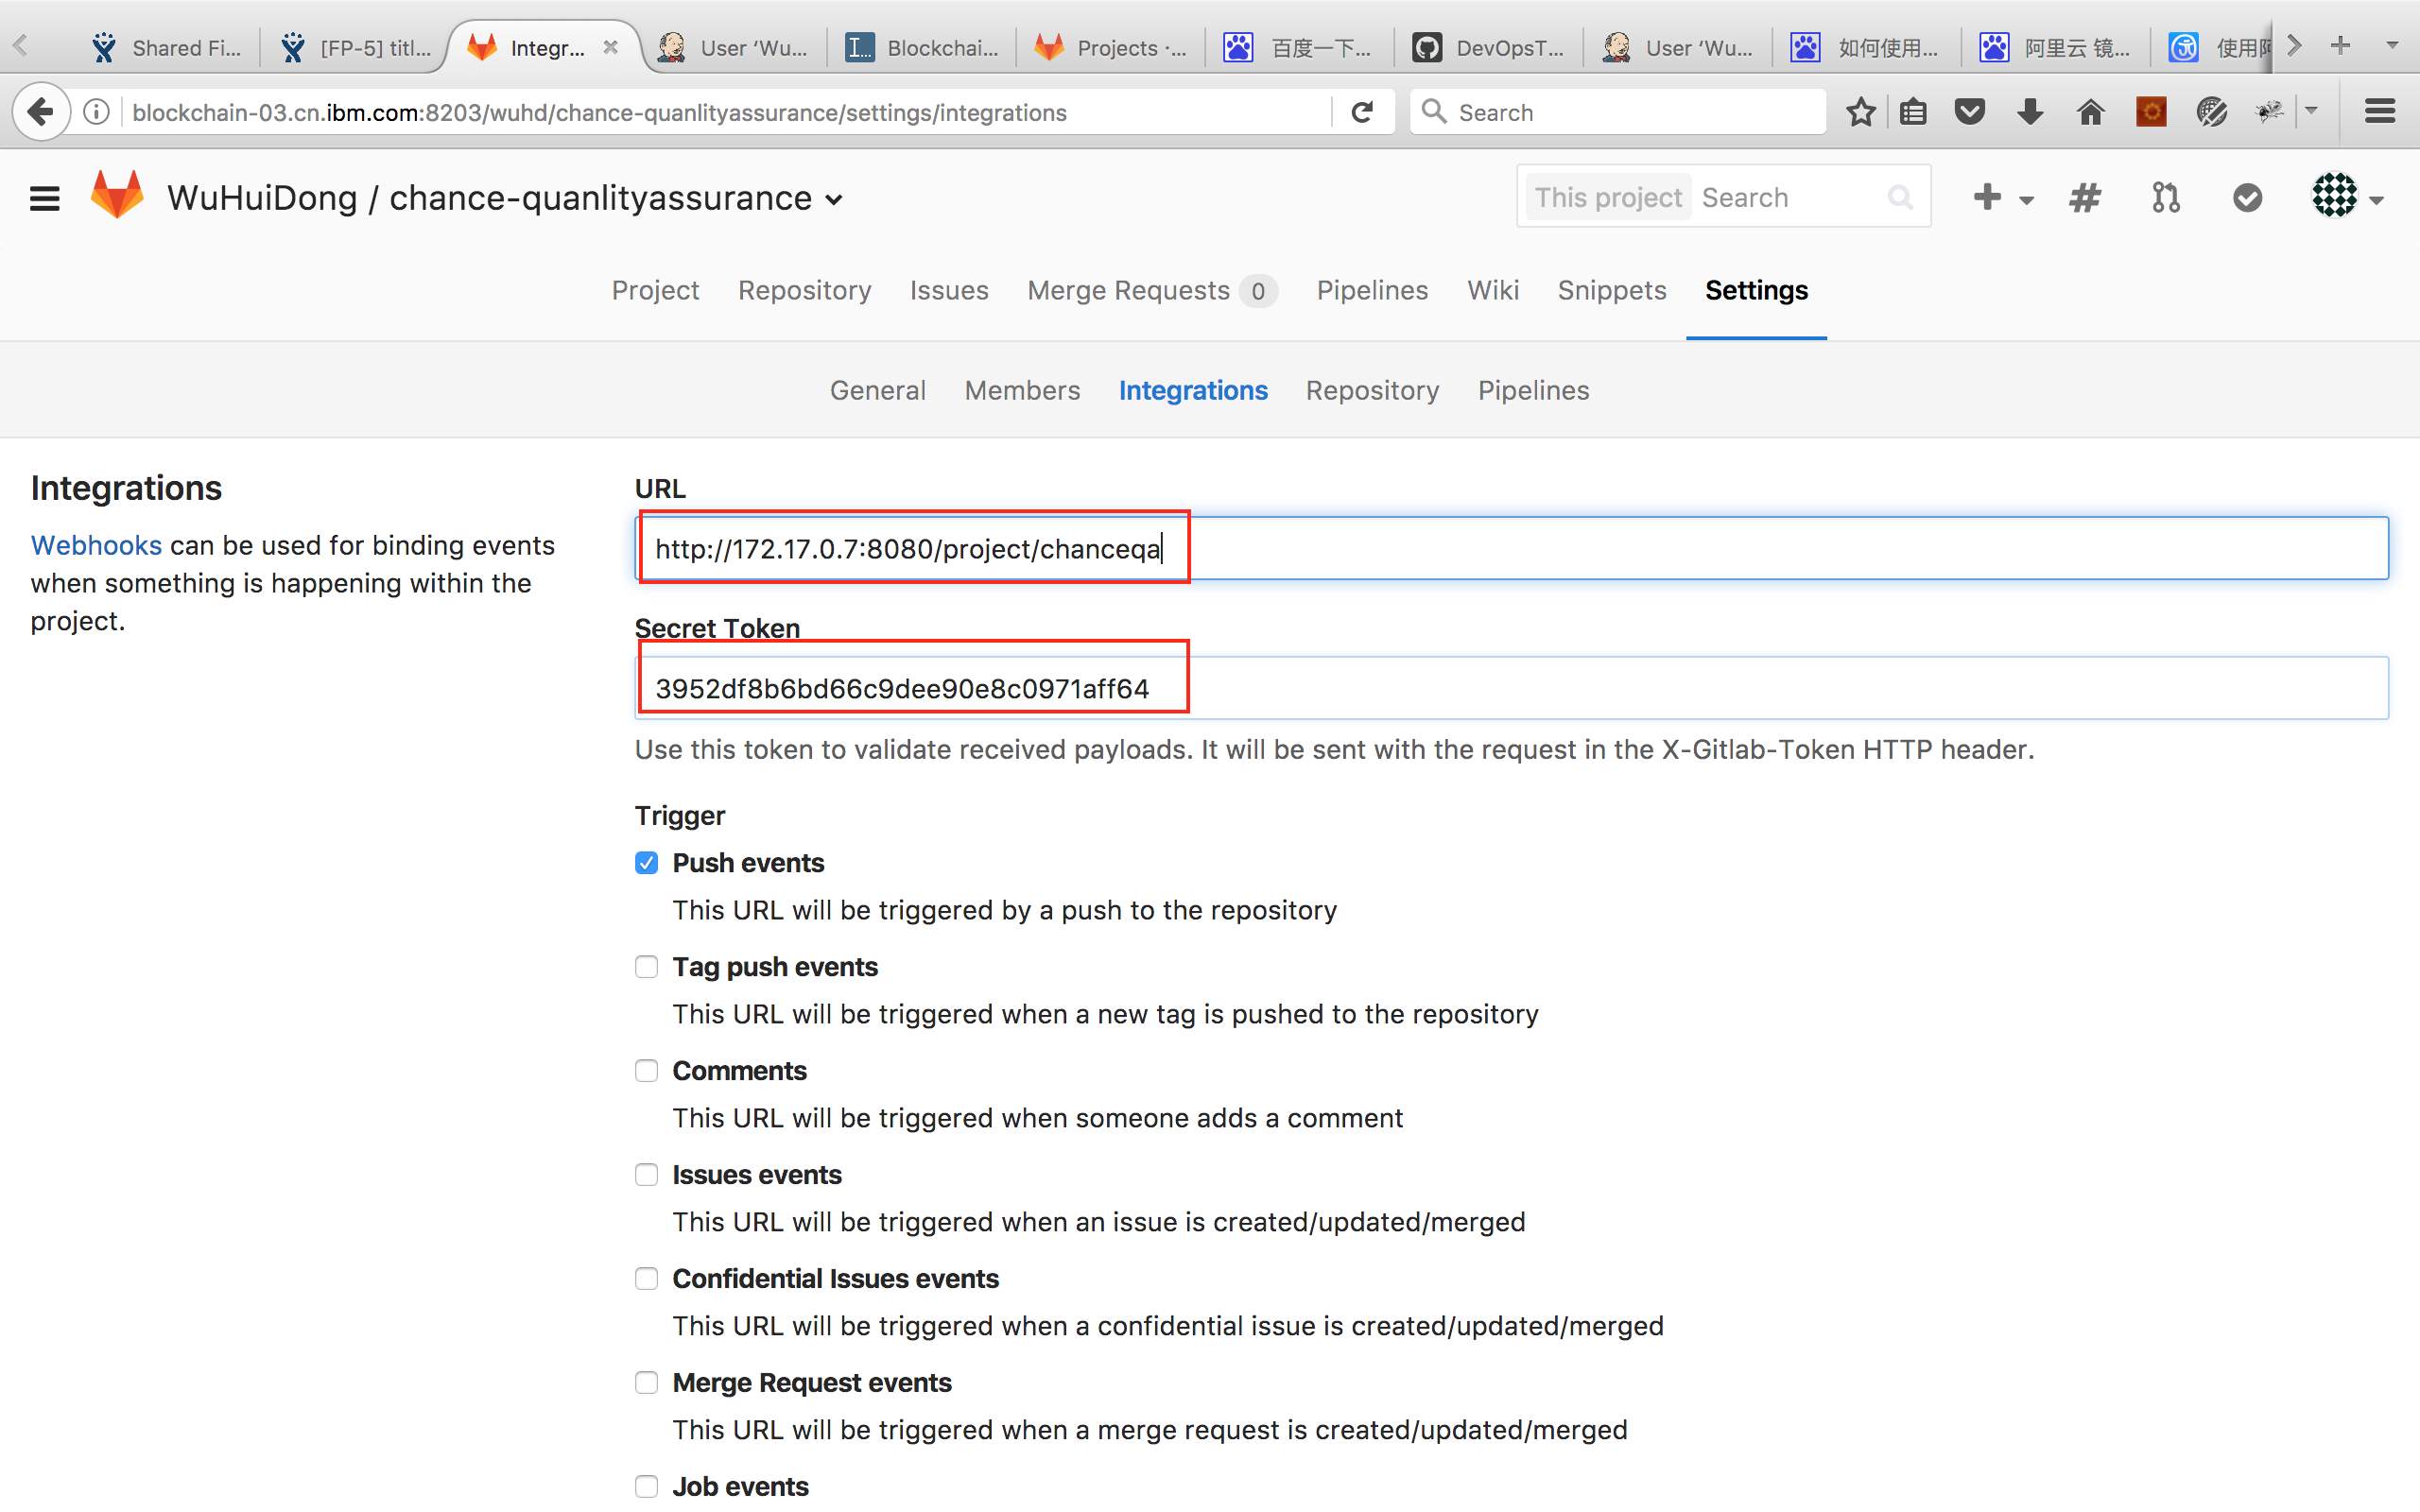 Shared Fi...
[FP-5] titl...
Integr...
User ‘Wu...
I...
Blockchai...
Projects ·...
百度一下...
DevOpsT...
User ‘Wu...
如何使用...
阿里云 镜...
使用阿
blockchain-03.cn.ibm.com:8203/wuhd/chance-quanlityassurance/settings/integrations
Search
WuHuiDong / chance-quanlityassurance
This project Search
Project Repository Issues Merge Requests 0 Pipelines Wiki Snippets Settings
General Members Integrations Repository Pipelines
Integrations
Webhooks can be used for binding events
when something is happening within the
project.
URL
http://172.17.0.7:8080/project/chanceqa
Secret Token
3952df8b6bd66c9dee90e8c0971aff64
Use this token to validate received payloads. It will be sent with the request in the X-Gitlab-Token HTTP header.
Trigger
Push events
This URL will be triggered by a push to the repository
Tag push events
This URL will be triggered when a new tag is pushed to the repository
Comments
This URL will be triggered when someone adds a comment
Issues events
This URL will be triggered when an issue is created/updated/merged
Confidential Issues events
This URL will be triggered when a confidential issue is created/updated/merged
Merge Request events
This URL will be triggered when a merge request is created/updated/merged
Job events